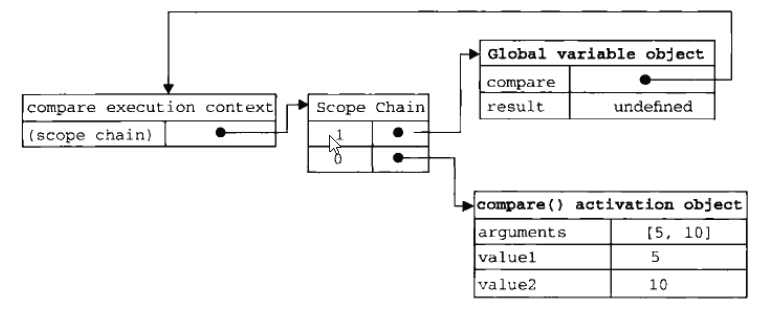 Global variable object
compare
result undefined
compare execution context
(scope chain)
Scope Chain
1
0
compare() activation object
arguments [5, 10]
value1 5
value2 10